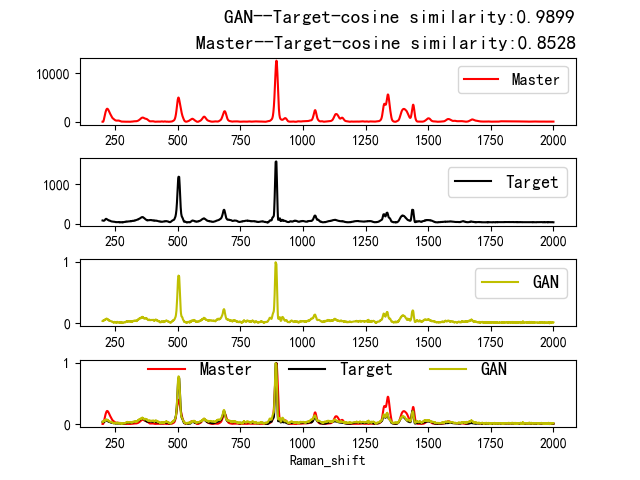 GAN--Target-cosine similarity:0.9899
Master--Target-cosine similarity:0.8528
10000
0
Master
250 500 750 1000 1250 1500 1750 2000
1000
0
Target
250 500 750 1000 1250 1500 1750 2000
1
0
GAN
250 500 750 1000 1250 1500 1750 2000
1
0
Master Target GAN
250 500 750 1000 1250 1500 1750 2000
Raman_shift